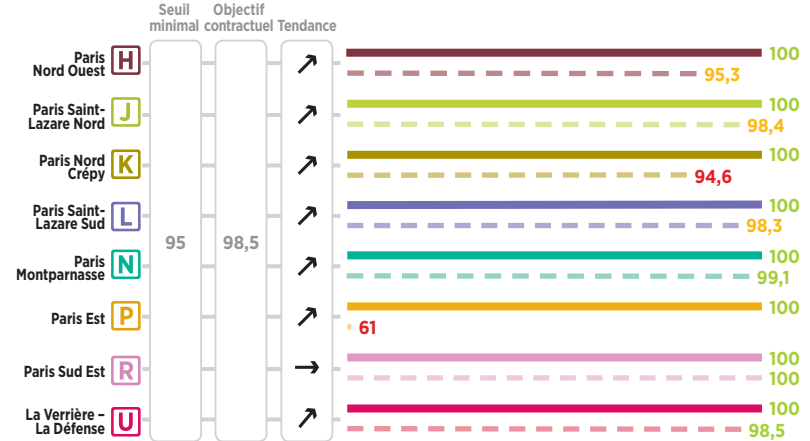 Seuil minimal
Objectif contractuel
Tendance
Paris
Nord Ouest
H
100
95,3
Paris Saint-
Lazare Nord
J
100
98,4
Paris Nord
Crépy
K
100
94,6
Paris Saint-
Lazare Sud
L
95
98,5
100
98,3
Paris
Montparnasse
N
100
99,1
Paris Est
P
100
61
Paris Sud Est
R
100
100
La Verrière –
La Défense
U
100
98,5